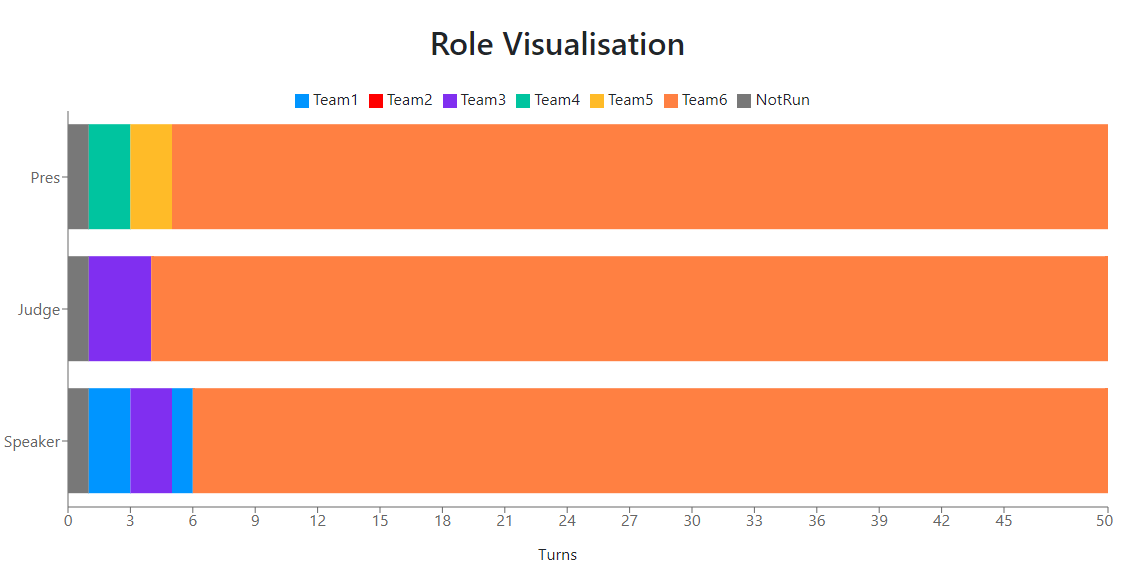 Role Visualisation
Team1 Team2 Team3 Team4 Team5 Team6 NotRun
Pres
Judge
Speaker
0 3 6 9 12 15 18 21 24 27 30 33 36 39 42 45 50
Turns